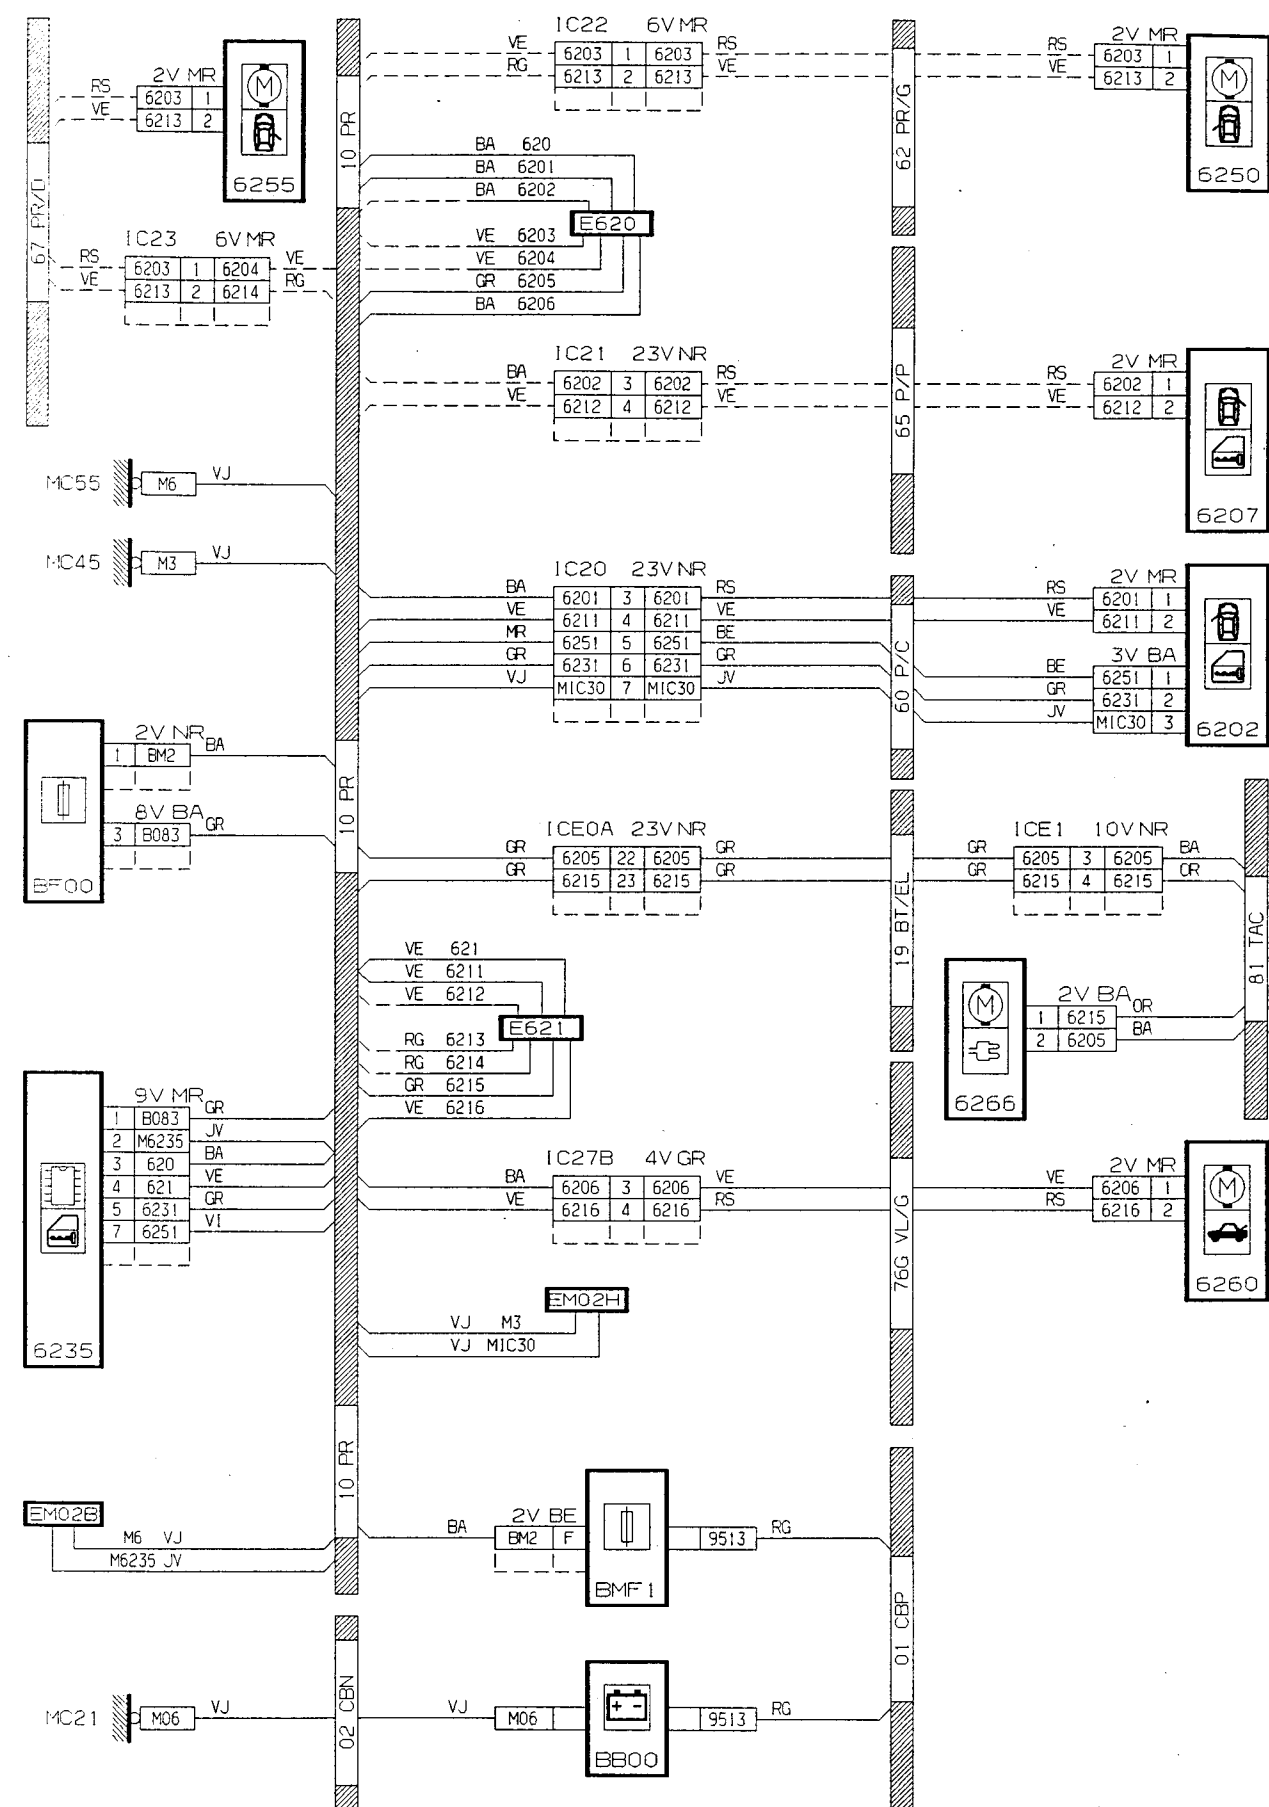 IC22 6V MR
VE 6203 1 6203 RS
RG 6213 2 6213 VE
RS 2V MR 6203 1
VE 6213 2
M
6250
RS 2V MR 6203 1
VE 6213 2
M
6255
10 PR
62 PR/G
67 PR/D
BA 620
BA 6201
BA 6202
E620
VE 6203
VE 6204
GR 6205
BA 6206
IC23 6V MR
RS 6203 1 6204 VE
VE 6213 2 6214 RG
IC21 23V NR
BA 6202 3 6202 RS
VE 6212 4 6212 VE
65 P/P
2V MR
RS 6202 1
VE 6212 2
6207
MC55 M6 VJ
MC45 M3 VJ
IC20 23V NR
BA 6201 3 6201 RS
VE 6211 4 6211 VE
MR 6251 5 6251 BE
GR 6231 6 6231 GR
VJ MIC30 7 MIC30 JV
60 P/C
2V MR
RS 6201 1
VE 6211 2
3V BA
BE 6251 1
GR 6231 2
JV MIC30 3
6202
2V NR
1 BM2 BA
8V BA
3 B083 GR
BF00
10 PR
ICE0A 23V NR
GR 6205 22 6205 GR
GR 6215 23 6215 GR
19 BT/EL
ICE1 10V NR
GR 6205 3 6205 BA
GR 6215 4 6215 OR
81 TAC
VE 621
VE 6211
VE 6212
E621
RG 6213
RG 6214
GR 6215
VE 6216
M
2V BA
1 6215 OR
2 6205 BA
6266
9V MR
1 B083 GR
2 M6235 JV
3 620 BA
4 621 VE
5 6231 GR
7 6251 VI
6235
IC27B 4V GR
BA 6206 3 6206 VE
VE 6216 4 6216 RS
76G VL/G
2V MR
VE 6206 1
RS 6216 2
M
6260
EM02H
VJ M3
VJ MIC30
10 PR
EM02B
M6 VJ
M6235 JV
2V BE
BA BM2 F
9513 RG
BMF1
01 CBP
02 CBN
MC21 M06 VJ
VJ M06
+ -
9513 RG
BB00